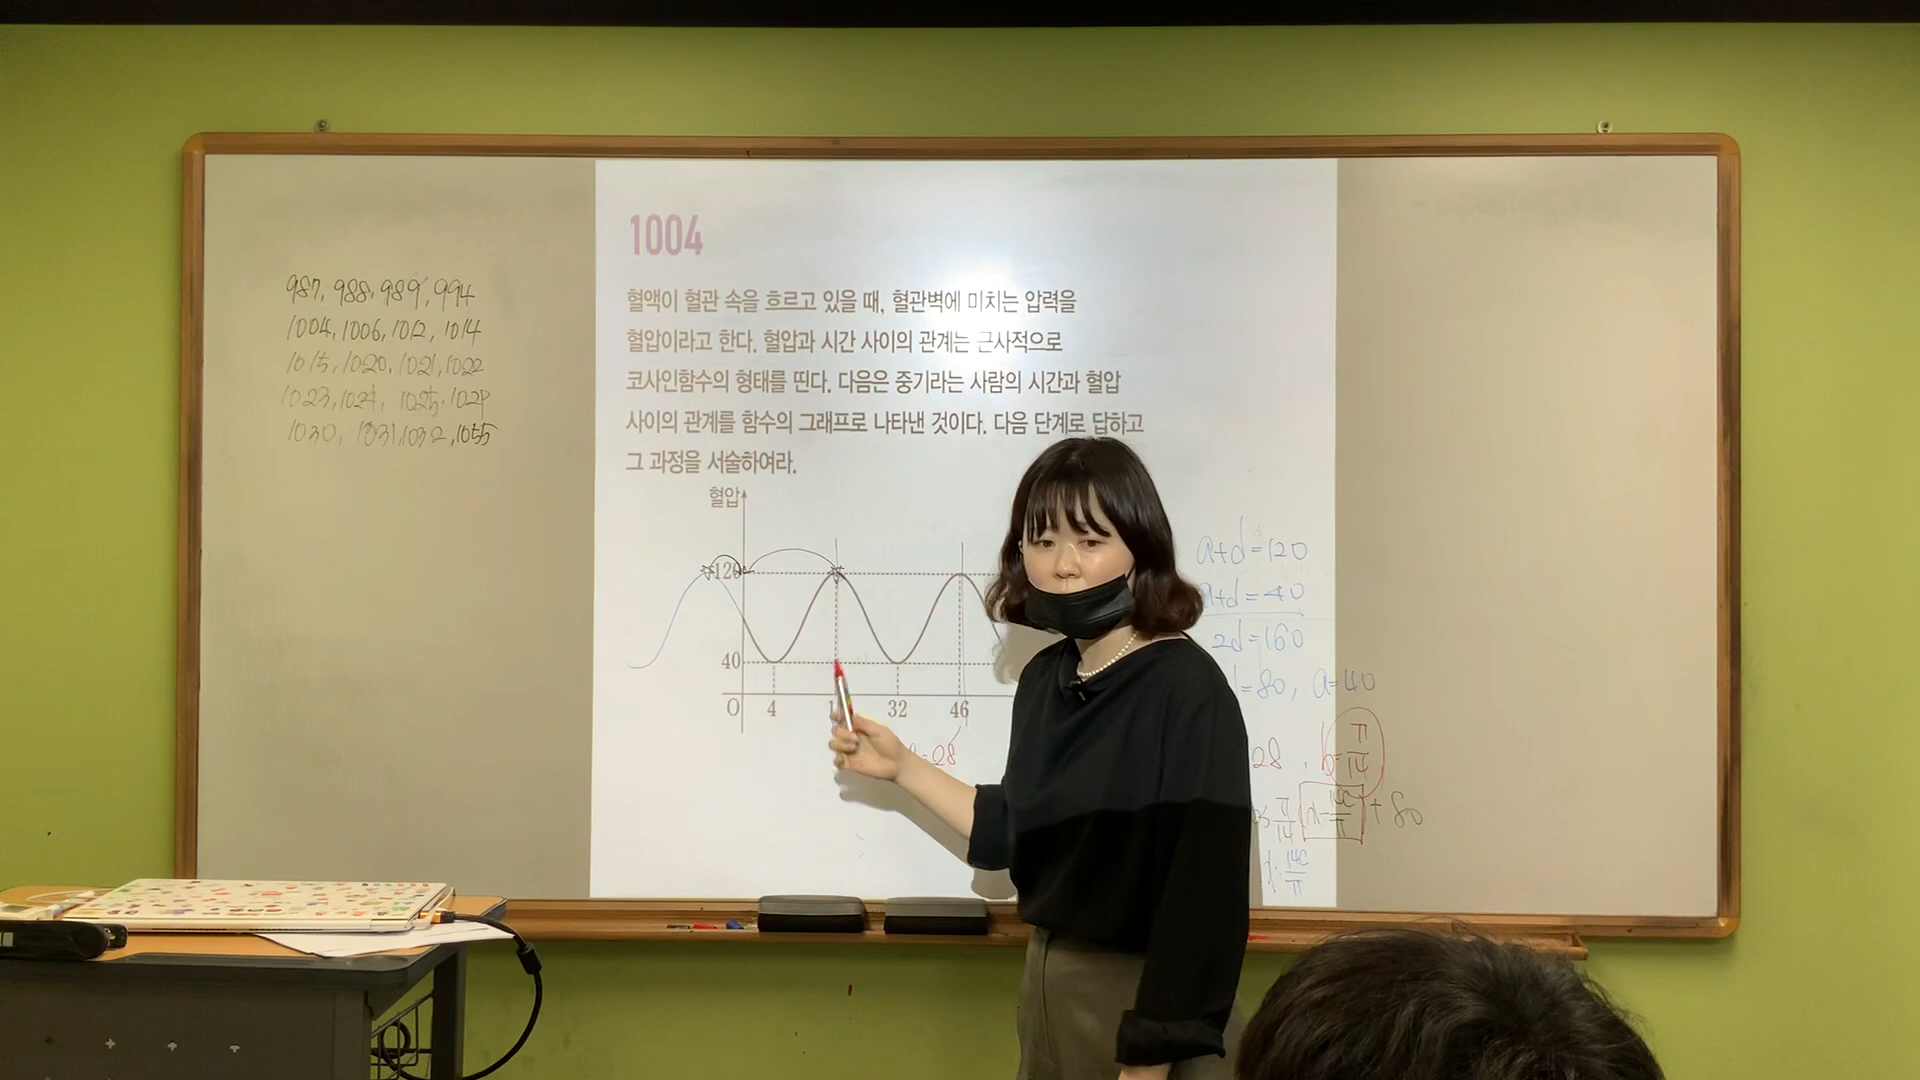 987, 988, 989, 994
1004, 1006, 1012, 1014
1015, 1020, 1021, 1022
1023, 1024, 1025, 1029
1030, 1031, 1032, 1055
1004
혈액이 혈관 속을 흐르고 있을 때, 혈관벽에 미치는 압력을
혈압이라고 한다. 혈압과 시간 사이의 관계는 근사적으로
코사인함수의 형태를 띤다. 다음은 중기라는 사람의 시간과 혈압
사이의 관계를 함수의 그래프로 나타낸 것이다. 다음 단계로 답하고
그 과정을 서술하여라.
혈압
120
40
O 4 32 46
=28
a+d=120
a+d=40
2d=160
=80, a=40
28, b=π/14
π/14 (x-14c/π)+80
14c/π